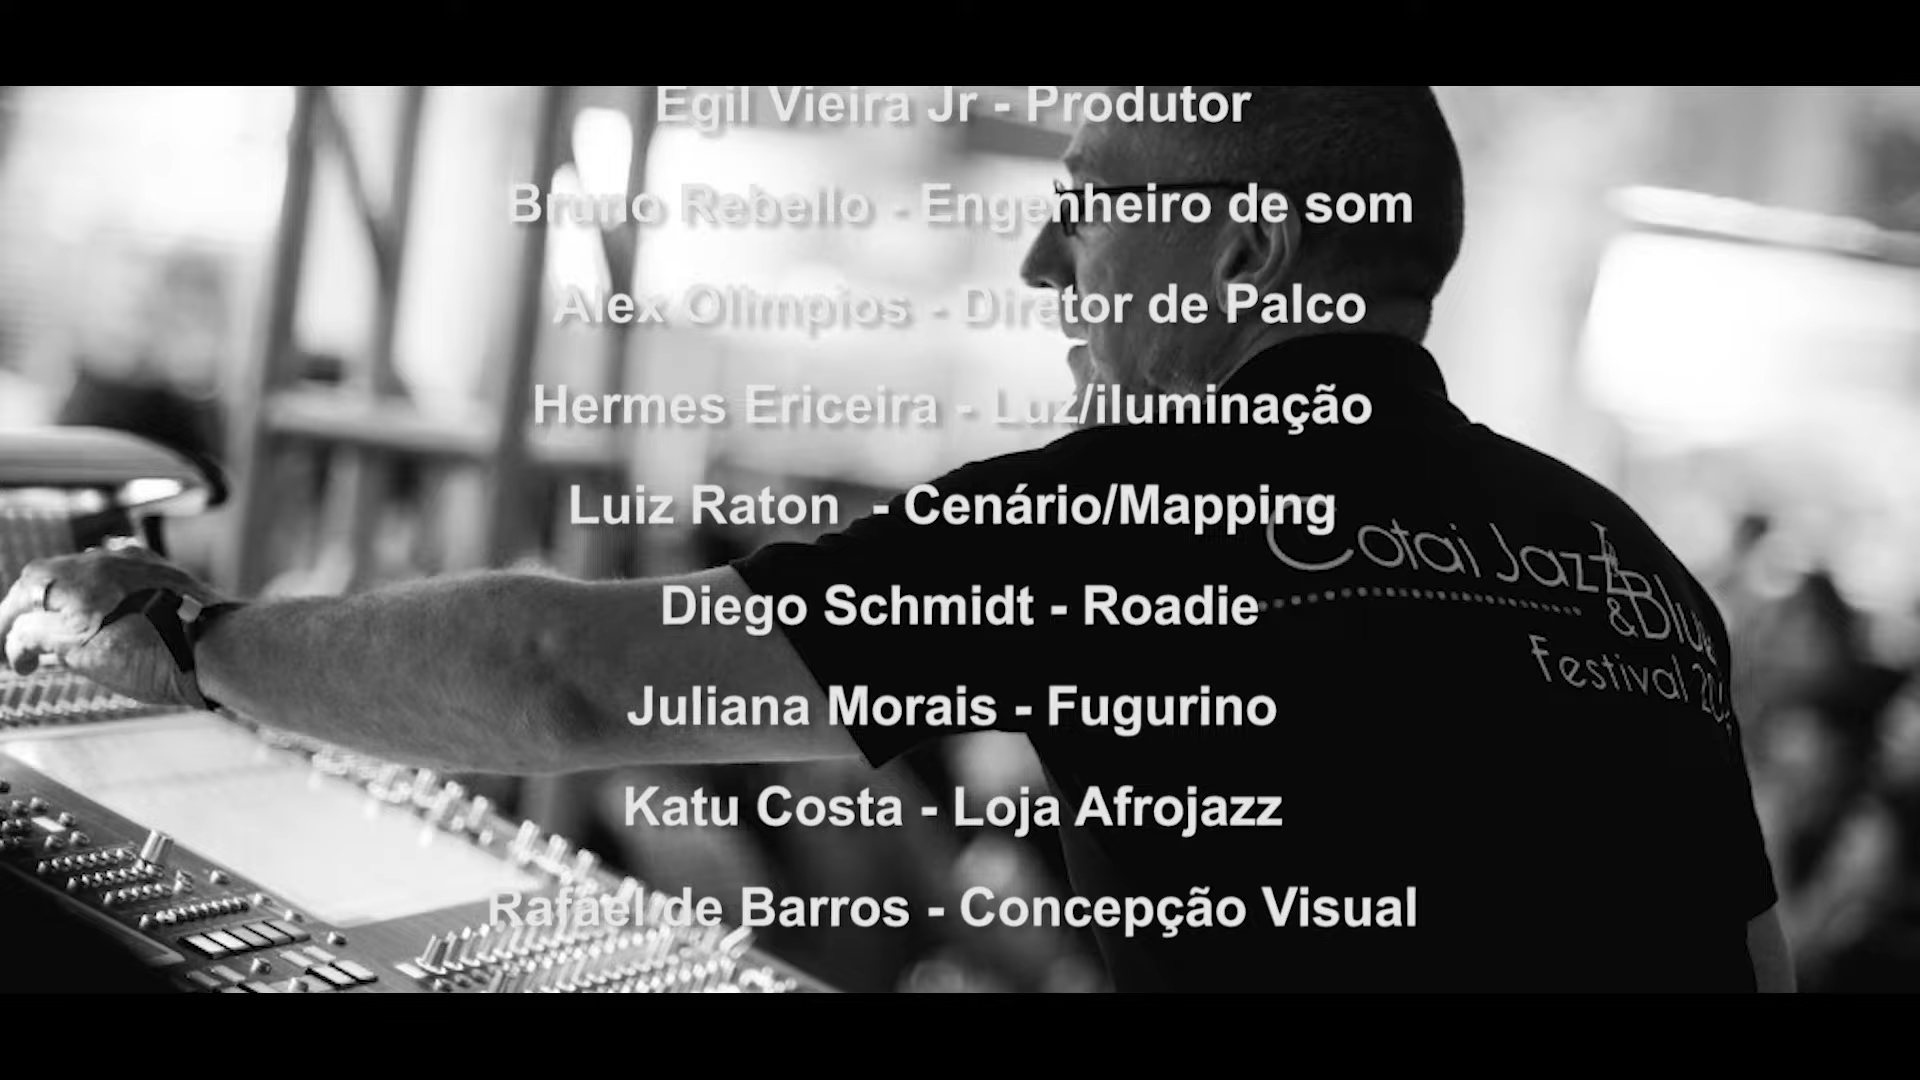 Egil Vieira Jr - Produtor
Bruno Rebello - Engenheiro de som
Alex Olimpios - Diretor de Palco
Hermes Ericeira - Luz/iluminação
Luiz Raton - Cenário/Mapping
Cotai Jazz
& Blues
Festival
Diego Schmidt - Roadie
Juliana Morais - Fugurino
Katu Costa - Loja Afrojazz
Rafael de Barros - Concepção Visual